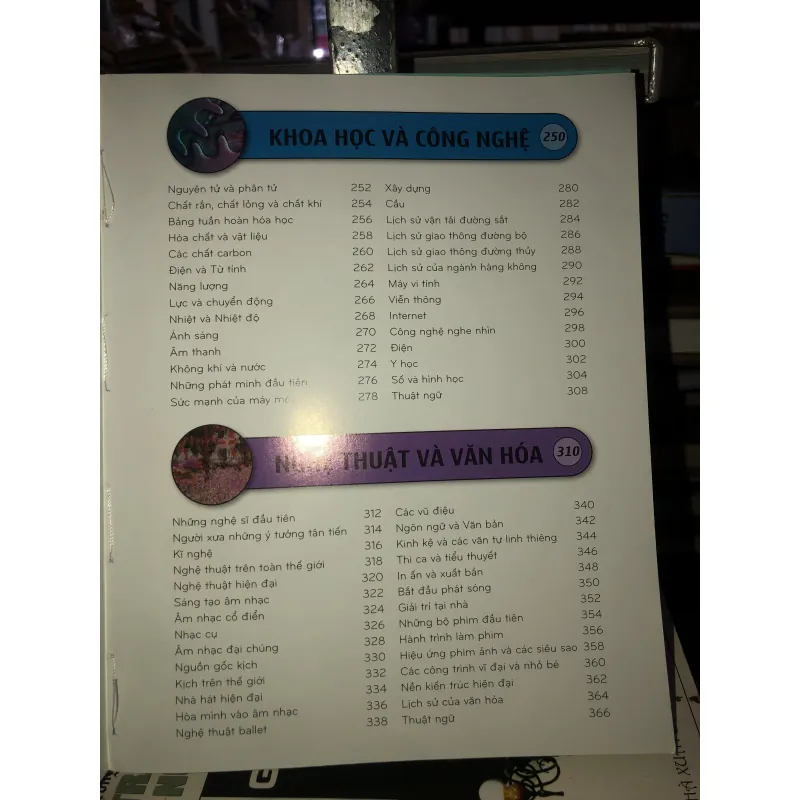 KHOA HỌC VÀ CÔNG NGHỆ 250
Nguyên tử và phân tử 252
Chất rắn, chất lỏng và chất khí 254
Bảng tuần hoàn hóa học 256
Hóa chất và vật liệu 258
Các chất carbon 260
Điện và Từ tính 262
Năng lượng 264
Lực và chuyển động 266
Nhiệt và Nhiệt độ 268
Ánh sáng 270
Âm thanh 272
Không khí và nước 274
Những phát minh đầu tiên 276
Sức mạnh của máy 278
Xây dựng 280
Cầu 282
Lịch sử vận tải đường sắt 284
Lịch sử giao thông đường bộ 286
Lịch sử giao thông đường thủy 288
Lịch sử của ngành hàng không 290
Máy vi tính 292
Viễn thông 294
Internet 296
Công nghệ nghe nhìn 298
Điện 300
Y học 302
Số và hình học 304
Thuật ngữ 308
NGHỆ THUẬT VÀ VĂN HÓA 310
Những nghệ sĩ đầu tiên 312
Người xưa những ý tưởng tân tiến 314
Kĩ nghệ 316
Nghệ thuật trên toàn thế giới 318
Nghệ thuật hiện đại 320
Sáng tạo âm nhạc 322
Âm nhạc cổ điển 324
Nhạc cụ 326
Âm nhạc đại chúng 328
Nguồn gốc kịch 330
Kịch trên thế giới 332
Nhà hát hiện đại 334
Hòa mình vào âm nhạc 336
Nghệ thuật ballet 338
Các vũ điệu 340
Ngôn ngữ và Văn bản 342
Kinh kệ và các văn tự linh thiêng 344
Thi ca và tiểu thuyết 346
In ấn và xuất bản 348
Bắt đầu phát sóng 350
Giải trí tại nhà 352
Những bộ phim đầu tiên 354
Hành trình làm phim 356
Hiệu ứng phim ảnh và các siêu sao 358
Các công trình vĩ đại và nhỏ bé 360
Nền kiến trúc hiện đại 362
Lịch sử của văn hóa 364
Thuật ngữ 366